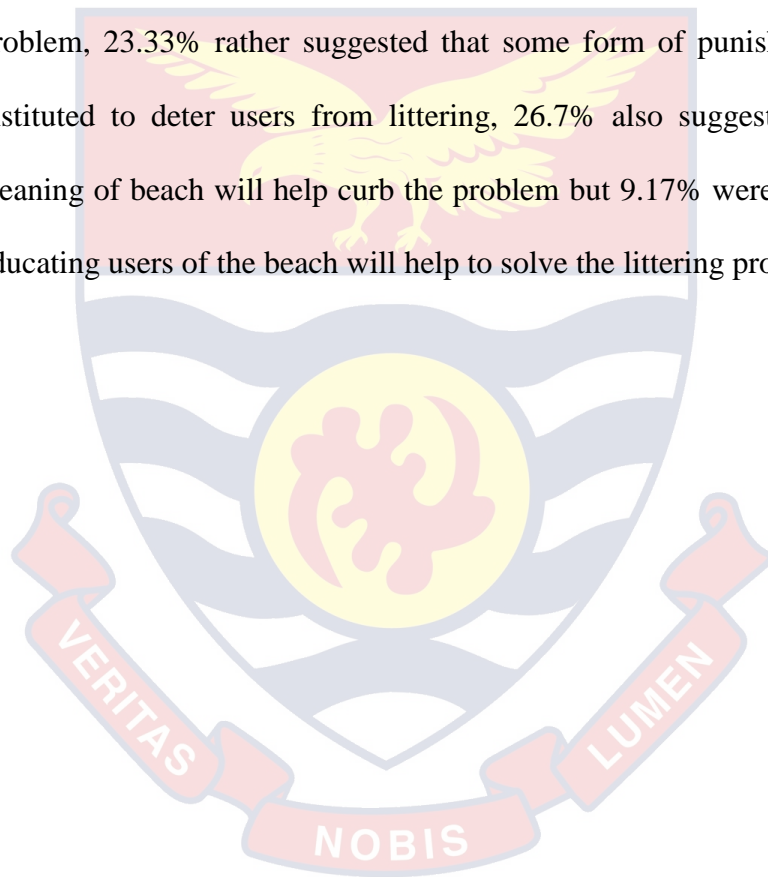 roblem, 23.33% rather suggested that some form of punis
stituted to deter users from littering, 26.7% also suggest
eaning of beach will help curb the problem but 9.17% were
ducating users of the beach will help to solve the littering pro
VERITAS
NOBIS
LUMEN